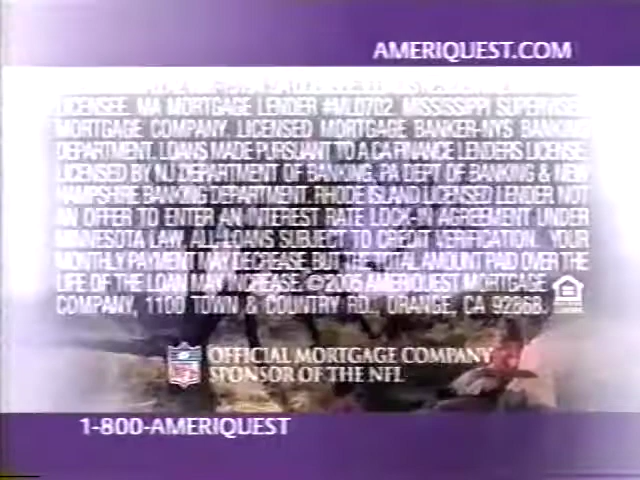 AMERIQUEST.COM
LICENSEE. MA MORTGAGE LENDER #ML0702. MISSISSIPPI SUPERVISED
MORTGAGE COMPANY. LICENSED MORTGAGE BANKER-NYS BANKING
DEPARTMENT. LOANS MADE PURSUANT TO A CA FINANCE LENDERS LICENSE.
LICENSED BY NJ DEPARTMENT OF BANKING, PA DEPT OF BANKING & NEW
HAMPSHIRE BANKING DEPARTMENT. RHODE ISLAND LICENSED LENDER. NOT
AN OFFER TO ENTER AN INTEREST RATE LOCK-IN AGREEMENT UNDER
MINNESOTA LAW. ALL LOANS SUBJECT TO CREDIT VERIFICATION. YOUR
MONTHLY PAYMENT MAY DECREASE, BUT THE TOTAL AMOUNT PAID OVER THE
LIFE OF THE LOAN MAY INCREASE. © 2005 AMERIQUEST MORTGAGE
COMPANY, 1100 TOWN & COUNTRY RD., ORANGE, CA 92868.
OFFICIAL MORTGAGE COMPANY
SPONSOR OF THE NFL
1-800-AMERIQUEST